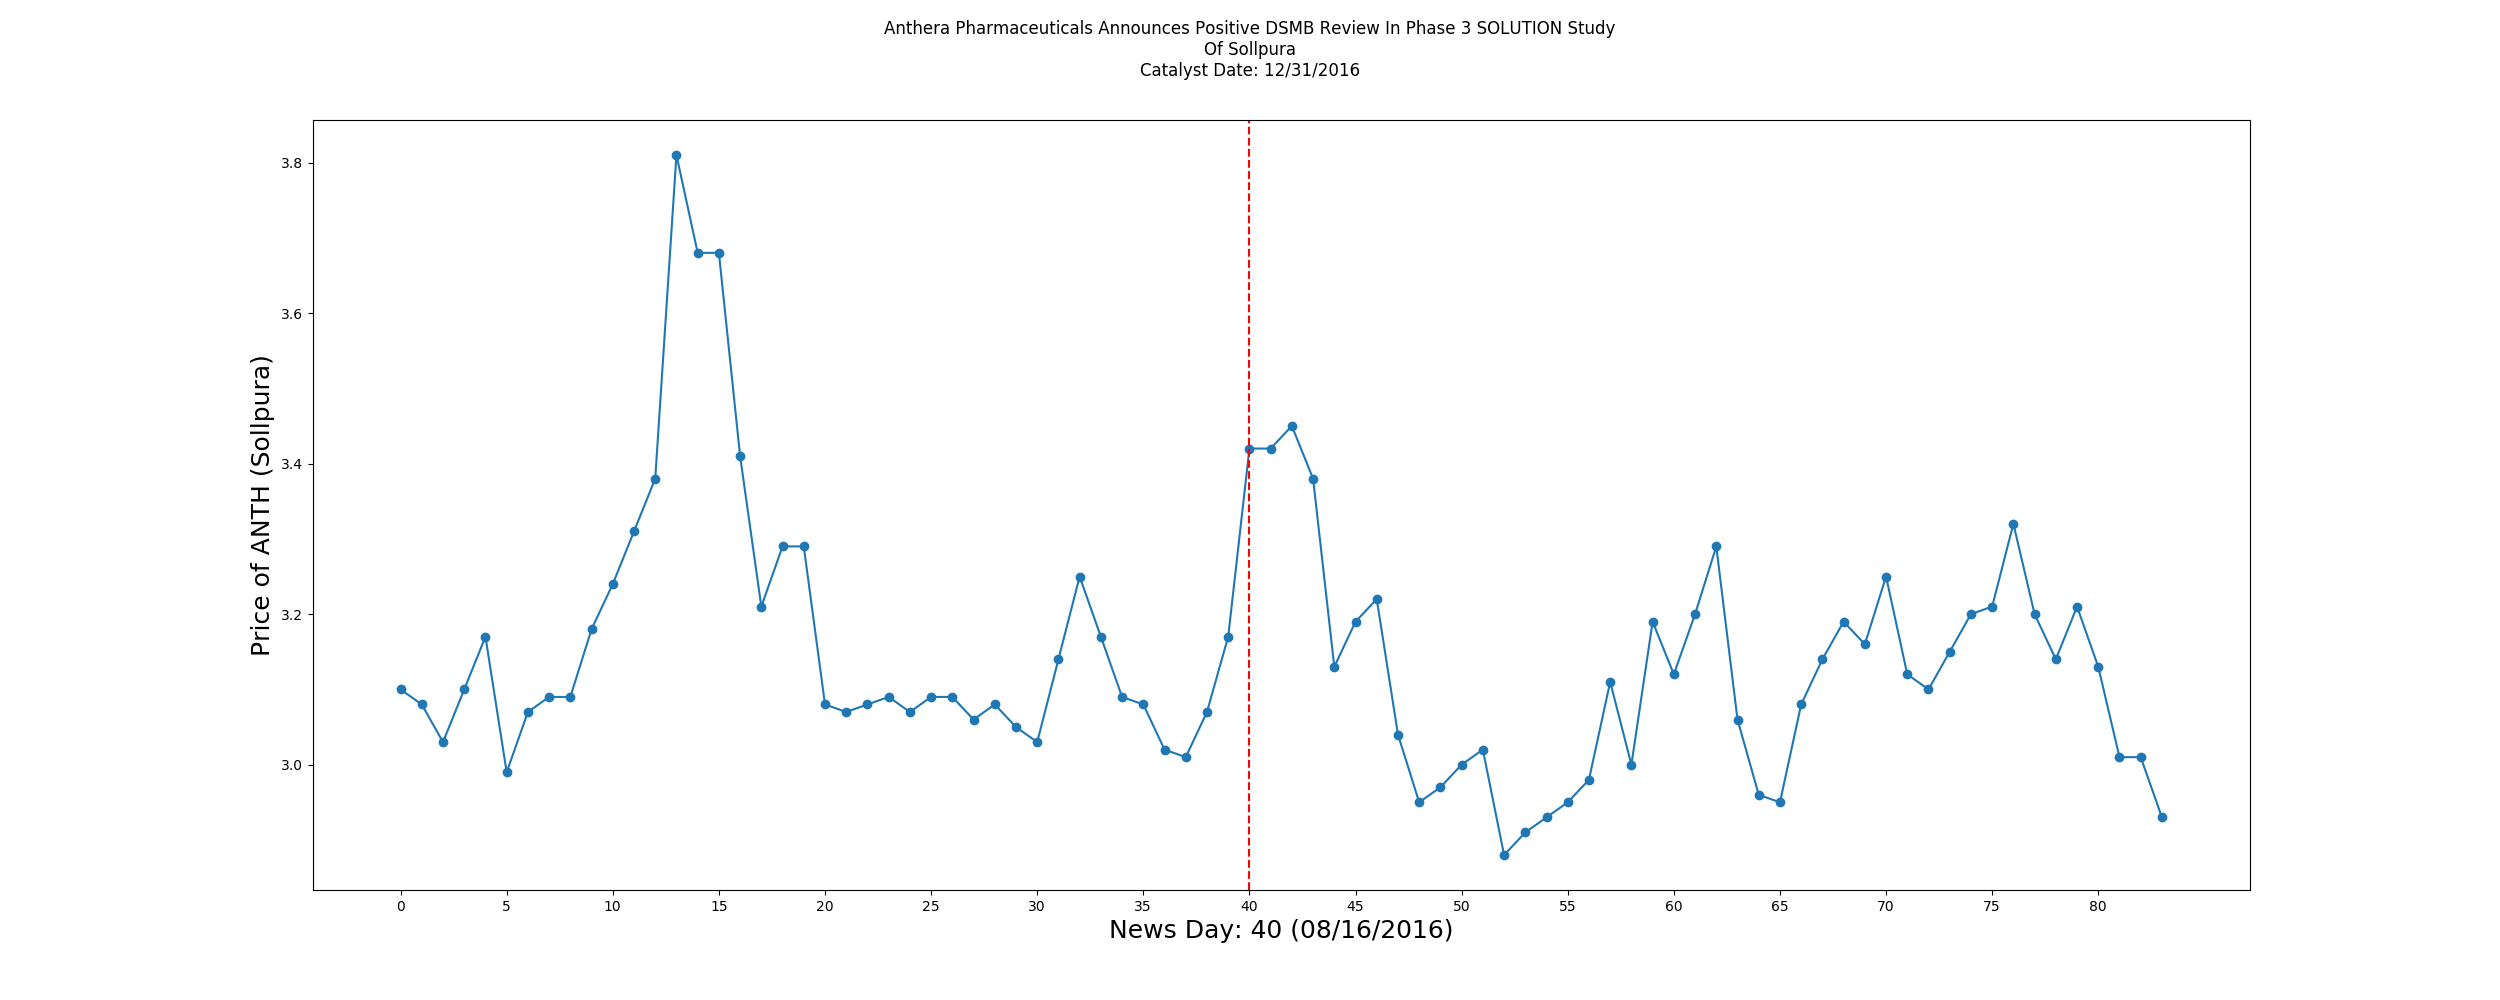 Anthera Pharmaceuticals Announces Positive DSMB Review In Phase 3 SOLUTION Study
Of Sollpura
Catalyst Date: 12/31/2016
Price of ANTH (Sollpura)
3.8
3.6
3.4
3.2
3.0
0 5 10 15 20 25 30 35 40 45 50 55 60 65 70 75 80
News Day: 40 (08/16/2016)